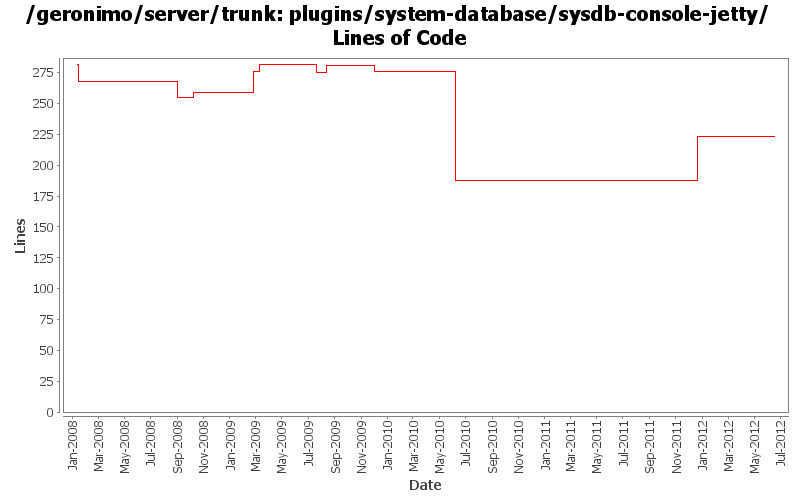 /geronimo/server/trunk: plugins/system-database/sysdb-console-jetty/
Lines of Code
275
250
225
200
175
150
125
100
75
50
25
0
Lines
Jan-2008
Mar-2008
May-2008
Jul-2008
Sep-2008
Nov-2008
Jan-2009
Mar-2009
May-2009
Jul-2009
Sep-2009
Nov-2009
Jan-2010
Mar-2010
May-2010
Jul-2010
Sep-2010
Nov-2010
Jan-2011
Mar-2011
May-2011
Jul-2011
Sep-2011
Nov-2011
Jan-2012
Mar-2012
May-2012
Jul-2012
Date